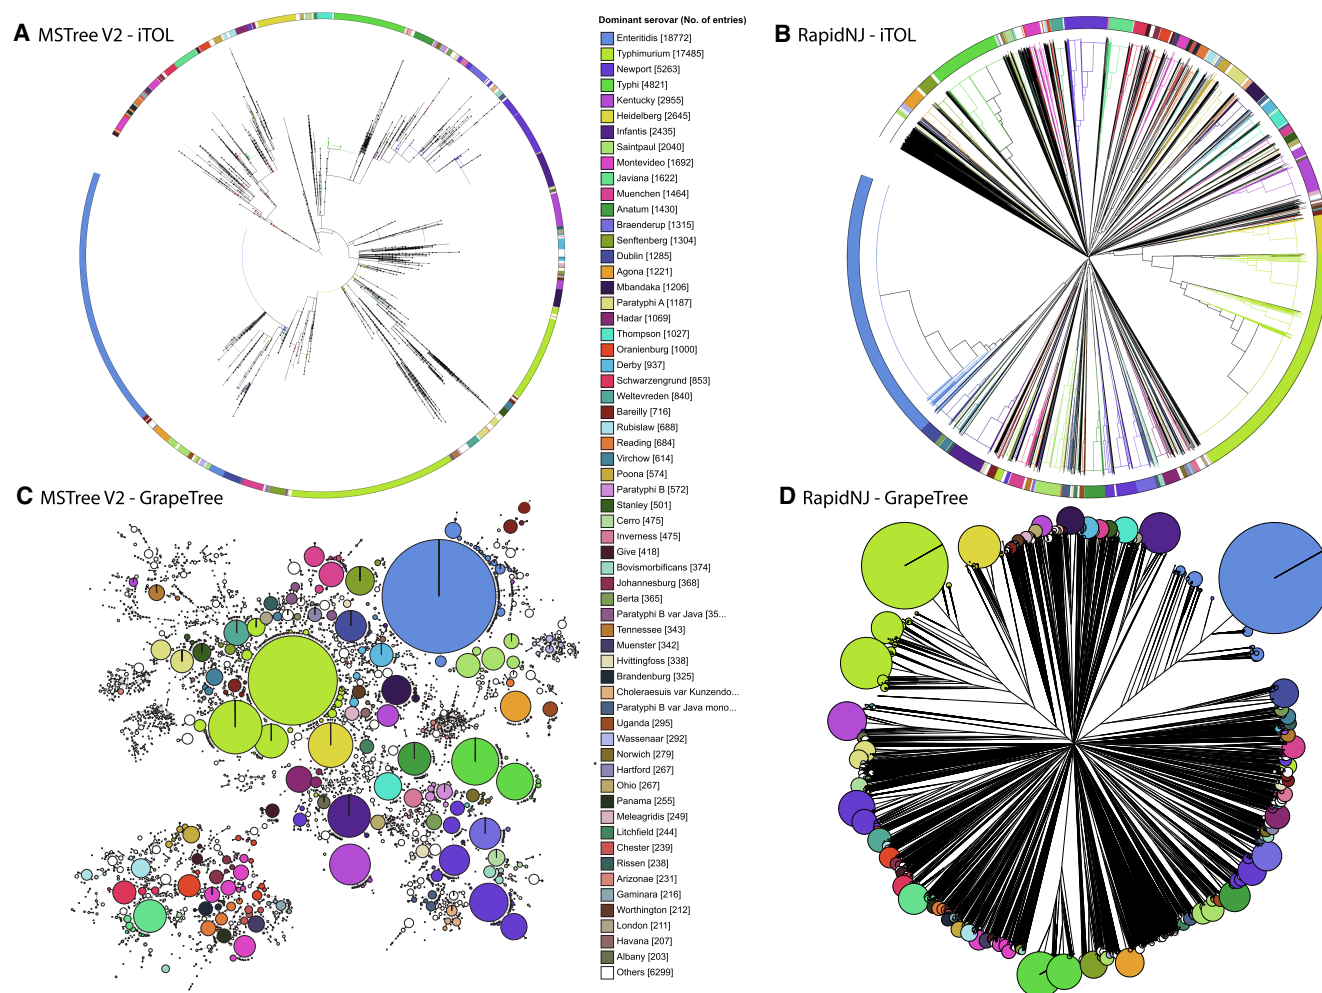 A MSTree V2 - iTOL
Dominant serovar (No. of entries)
Enteritidis [18772]
Typhimurium [17485]
Newport [5263]
Typhi [4821]
Kentucky [2955]
Heidelberg [2645]
Infantis [2435]
Saintpaul [2040]
Montevideo [1692]
Javiana [1622]
Muenchen [1464]
Anatum [1430]
Braenderup [1315]
Senftenberg [1304]
Dublin [1285]
Agona [1221]
Mbandaka [1206]
Paratyphi A [1187]
Hadar [1069]
Thompson [1027]
Oranienburg [1000]
Derby [937]
Schwarzengrund [853]
Weltevreden [840]
Bareilly [716]
Rubislaw [688]
Reading [684]
Virchow [614]
Poona [574]
Paratyphi B [572]
Stanley [501]
Cerro [475]
Inverness [475]
Give [418]
Bovismorbificans [374]
Johannesburg [368]
Berta [365]
Paratyphi B var Java [35...
Tennessee [343]
Muenster [342]
Hvittingfoss [338]
Brandenburg [325]
Choleraesuis var Kunzendo...
Paratyphi B var Java mono...
Uganda [295]
Wassenaar [292]
Norwich [279]
Hartford [267]
Ohio [267]
Panama [255]
Meleagridis [249]
Litchfield [244]
Chester [239]
Rissen [238]
Arizonae [231]
Gaminara [216]
Worthington [212]
London [211]
Havana [207]
Albany [203]
Others [6299]
B RapidNJ - iTOL
C MSTree V2 - GrapeTree
D RapidNJ - GrapeTree